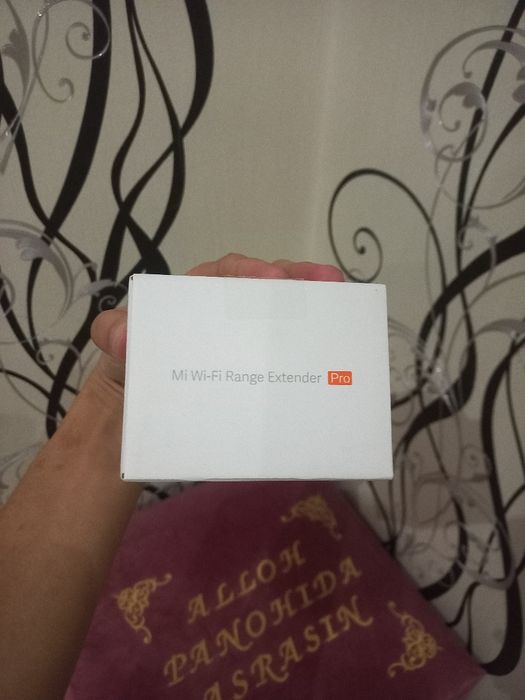 Mi Wi-Fi Range Extender Pro
ALLOH
PANOHIDA
ASRASIN